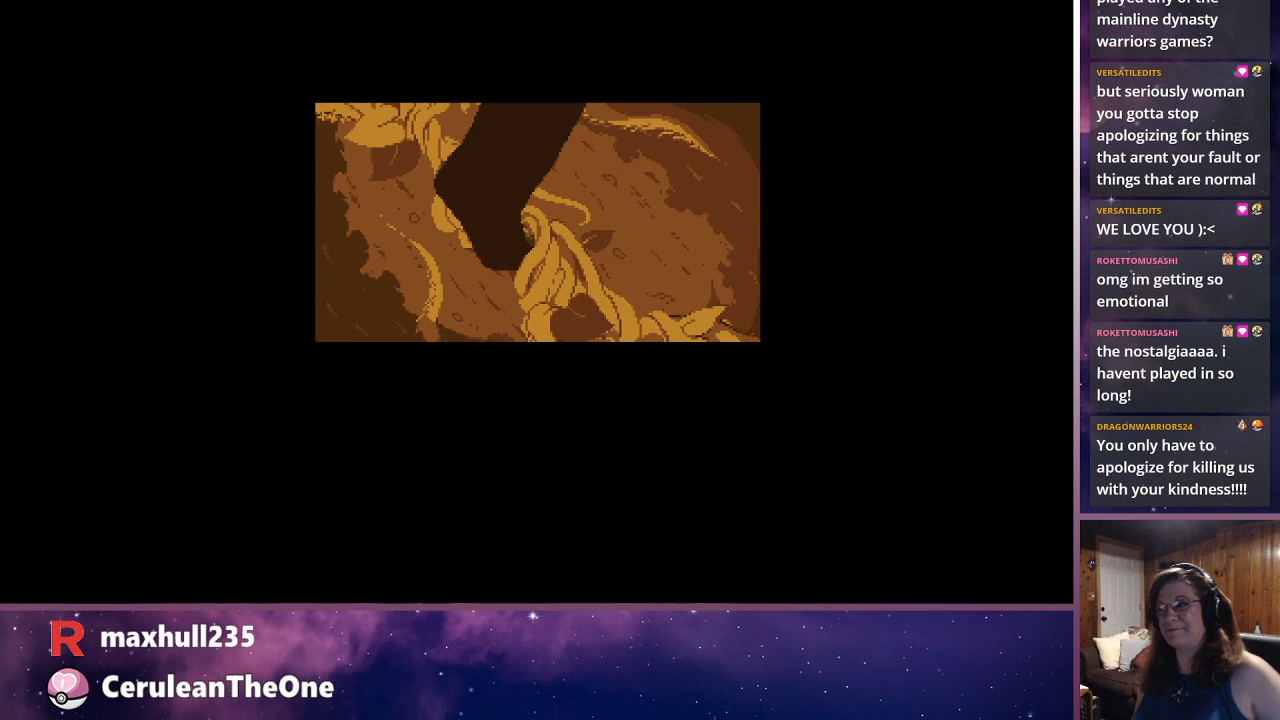 played any of the
mainline dynasty
warriors games?
VERSATILEDITS
but seriously woman
you gotta stop
apologizing for things
that arent your fault or
things that are normal
VERSATILEDITS
WE LOVE YOU ):<
ROKETTOMUSASHI
omg im getting so
emotional
ROKETTOMUSASHI
the nostalgiaaaa. i
havent played in so
long!
DRAGONWARRIOR524
You only have to
apologize for killing us
with your kindness!!!!
R maxhull235
CeruleanTheOne